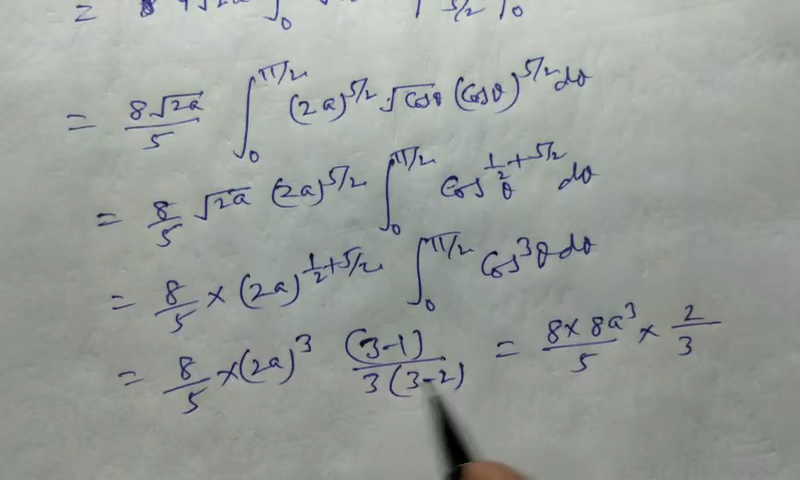 = 8√2a/5 ∫₀^π/2 (2a)^5/2 √cosθ (cosθ)^5/2 dθ
= 8/5 √2a (2a)^5/2 ∫₀^π/2 cos^(1/2+5/2) θ dθ
= 8/5 × (2a)^(1/2+5/2) ∫₀^π/2 cos³θ dθ
= 8/5 × (2a)³ (3-1)/3(3-2) = 8×8a³/5 × 2/3